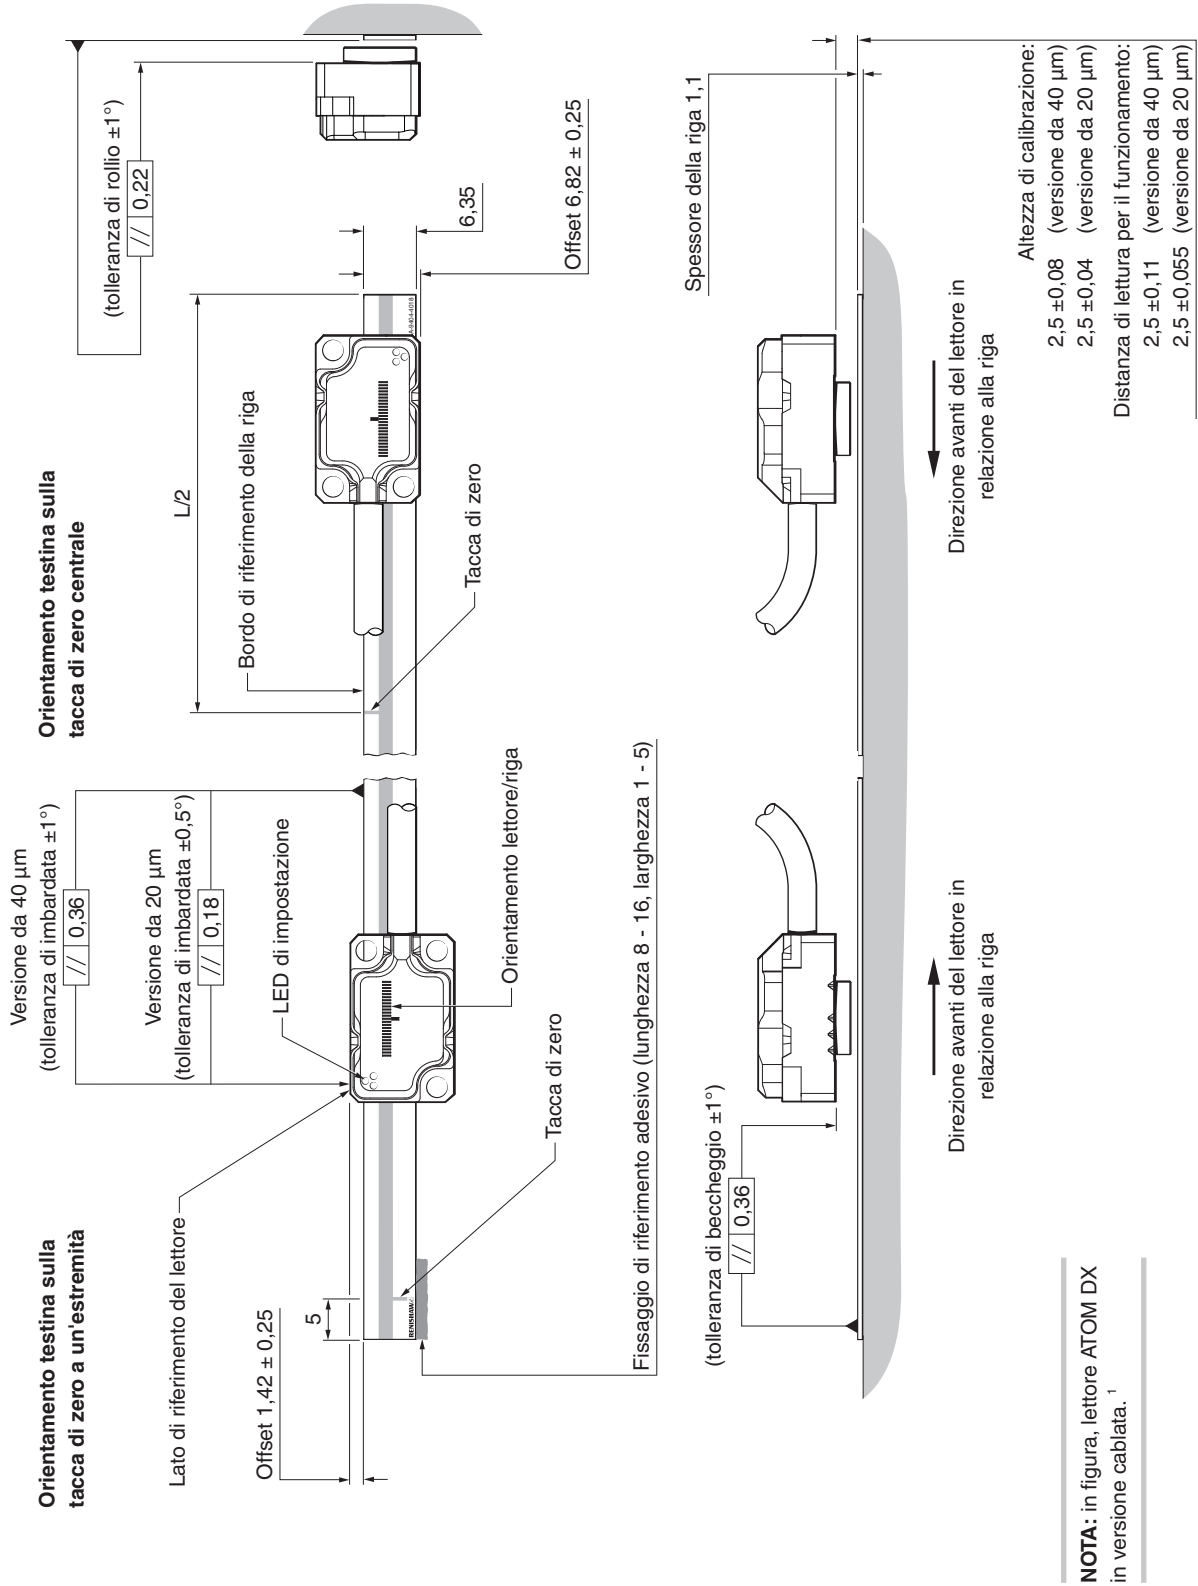 Orientamento testina sulla
tacca di zero a un'estremità
Orientamento testina sulla
tacca di zero centrale
Versione da 40 µm
(tolleranza di imbardata ±1°)
// 0,36
Versione da 20 µm
(tolleranza di imbardata ±0,5°)
// 0,18
(tolleranza di rollio ±1°)
// 0,22
L/2
Lato di riferimento del lettore
LED di impostazione
Bordo di riferimento della riga
Offset 1,42 ± 0,25
5
RENISHAW
A-9404-4018
6,35
Tacca di zero
Orientamento lettore/riga
Tacca di zero
Offset 6,82 ± 0,25
Fissaggio di riferimento adesivo (lunghezza 8 - 16, larghezza 1 - 5)
Spessore della riga 1,1
(tolleranza di beccheggio ±1°)
// 0,36
Direzione avanti del lettore in
relazione alla riga
Direzione avanti del lettore in
relazione alla riga
Altezza di calibrazione:
2,5 ±0,08 (versione da 40 µm)
2,5 ±0,04 (versione da 20 µm)
Distanza di lettura per il funzionamento:
2,5 ±0,11 (versione da 40 µm)
2,5 ±0,055 (versione da 20 µm)
NOTA: in figura, lettore ATOM DX
in versione cablata. 1